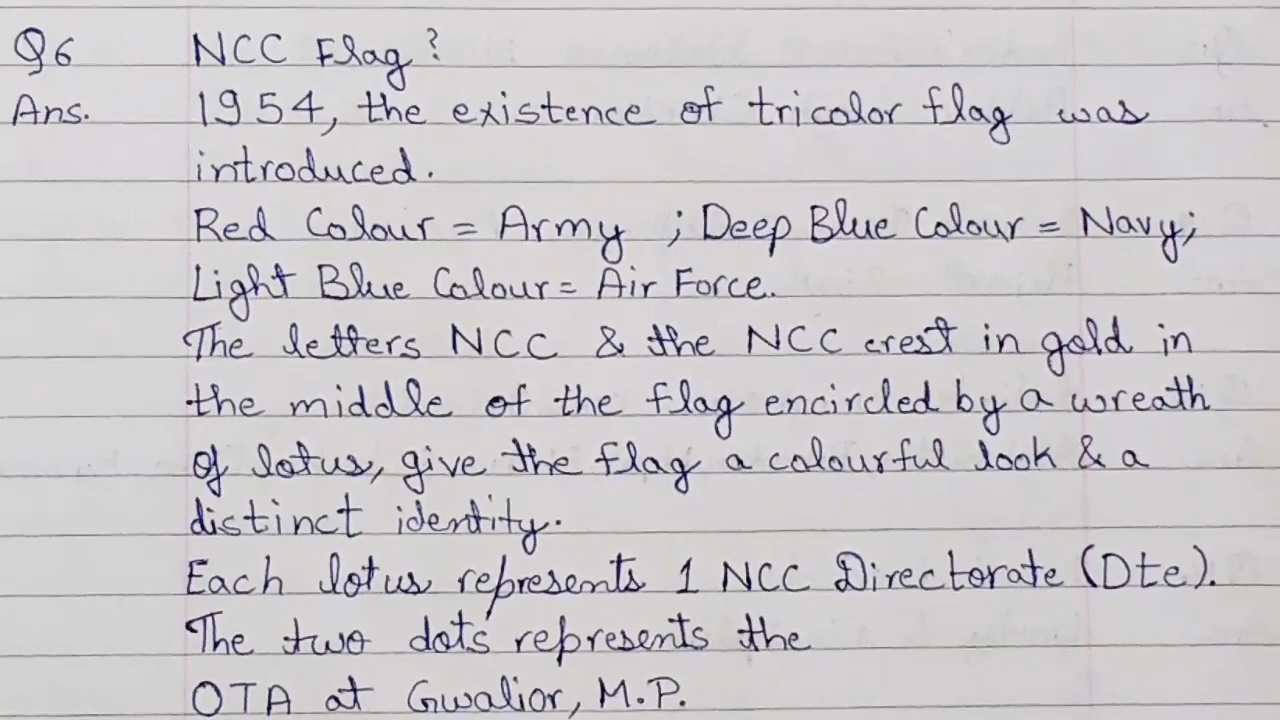 Q6 NCC Flag?
Ans. 1954, the existence of tricolor flag was
introduced.
Red Colour = Army ; Deep Blue Colour = Navy;
Light Blue Colour = Air Force.
The letters NCC & the NCC crest in gold in
the middle of the flag encircled by a wreath
of lotus, give the flag a colourful look & a
distinct identity.
Each lotus represents 1 NCC Directorate (Dte).
The two dots represents the
OTA at Gwalior, M.P.